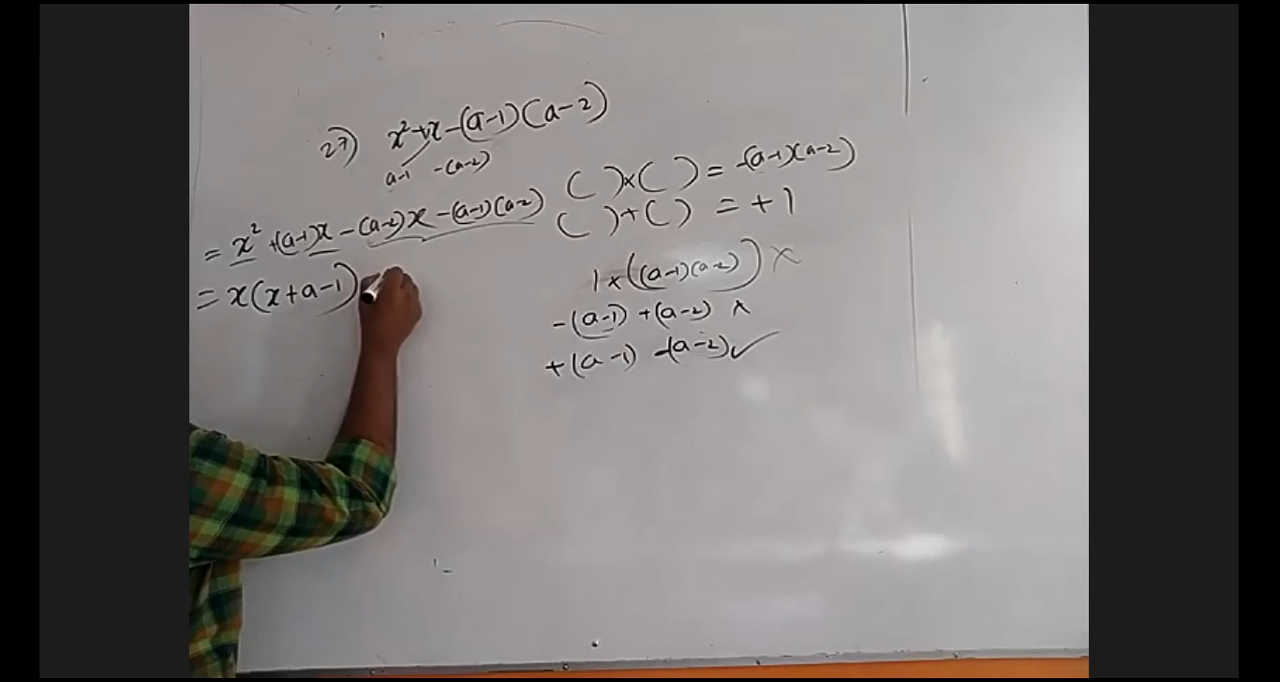 27) x² + x - (a-1)(a-2)
a-1 -(a-2)
= x² + (a-1)x - (a-2)x - (a-1)(a-2)
= x(x+a-1)
( ) × ( ) = -(a-1)(a-2)
( ) + ( ) = +1
1 × ((a-1)(a-2)) ×
-(a-1) +(a-2) ×
+(a-1) -(a-2) ✓